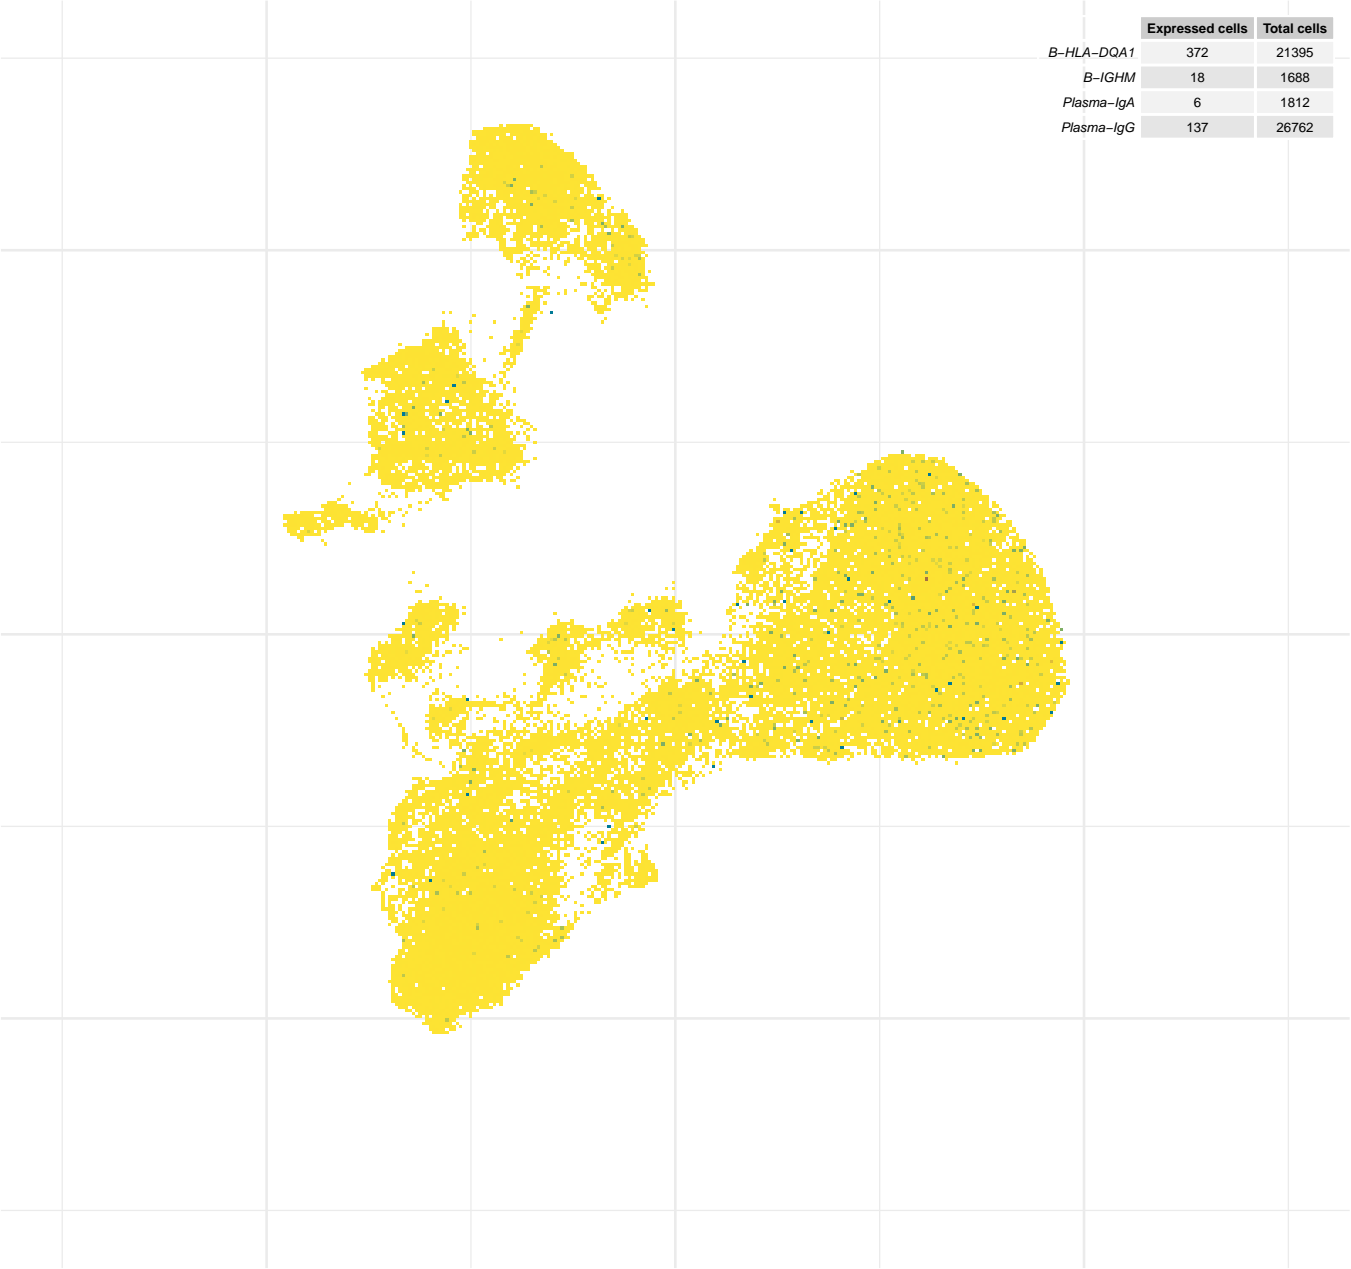 Expressed cells Total cells
B−HLA−DQA1 372 21395
B−IGHM 18 1688
Plasma−IgA 6 1812
Plasma−IgG 137 26762